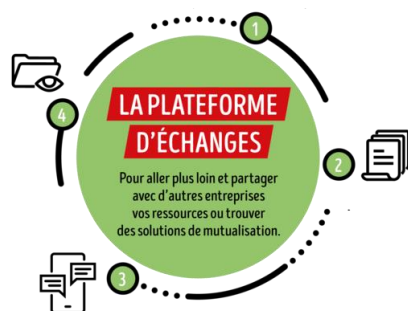 1
LA PLATEFORME
D'ÉCHANGES
4
Pour aller plus loin et partager
avec d'autres entreprises
vos ressources ou trouver
des solutions de mutualisation.
2
3